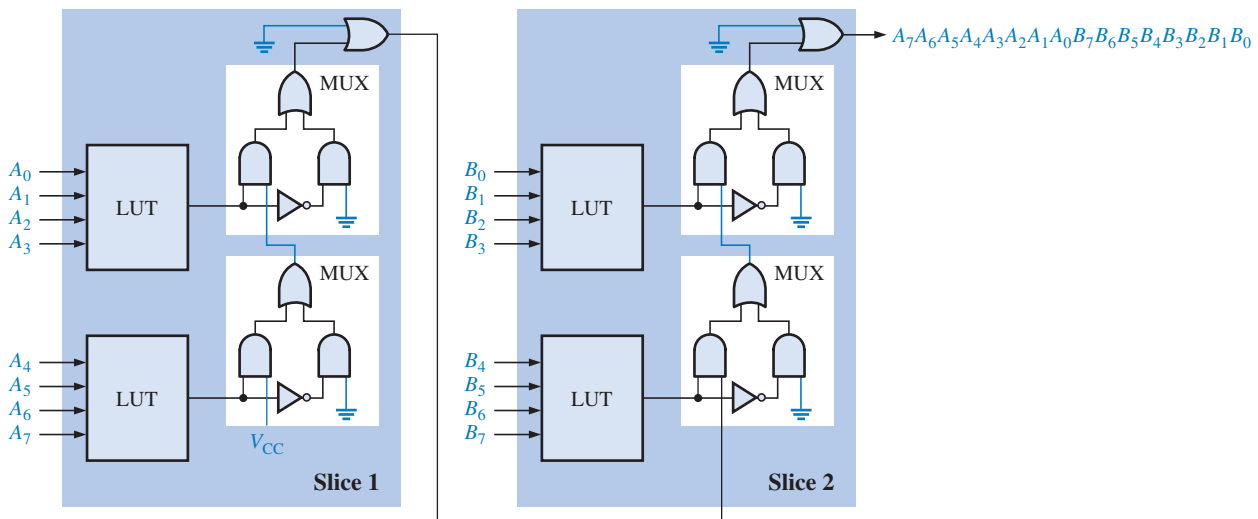 A₇A₆A₅A₄A₃A₂A₁A₀B₇B₆B₅B₄B₃B₂B₁B₀
MUX
A₀
A₁
A₂
A₃
LUT
MUX
A₄
A₅
A₆
A₇
LUT
V_CC
Slice 1
MUX
B₀
B₁
B₂
B₃
LUT
MUX
B₄
B₅
B₆
B₇
LUT
Slice 2